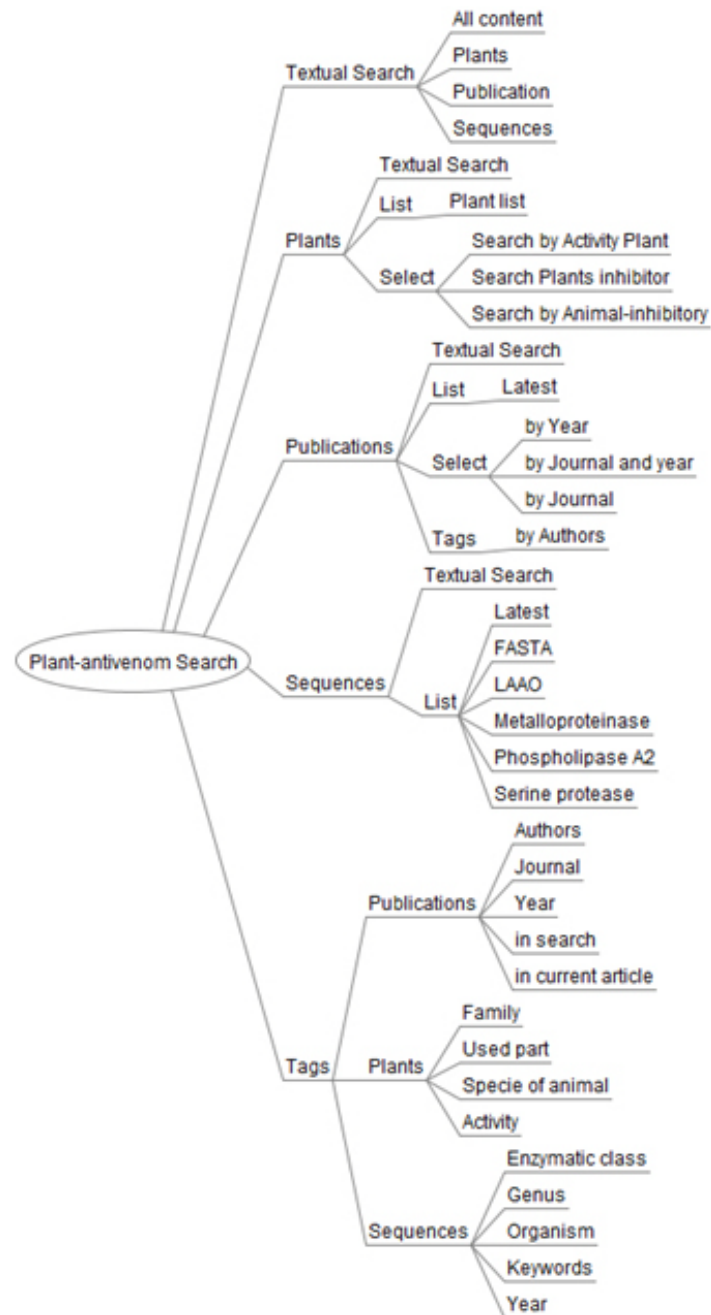 All content
Textual Search
Plants
Publication
Sequences
Textual Search
List
Plant list
Plants
Search by Activity Plant
Select
Search Plants inhibitor
Search by Animal-inhibitory
Textual Search
List
Latest
by Year
Publications
Select
by Journal and year
by Journal
Tags
by Authors
Textual Search
Latest
Plant-antivenom Search
FASTA
Sequences
LAAO
List
Metalloproteinase
Phospholipase A2
Serine protease
Authors
Journal
Publications
Year
in search
in current article
Family
Used part
Tags
Plants
Specie of animal
Activity
Enzymatic class
Genus
Sequences
Organism
Keywords
Year